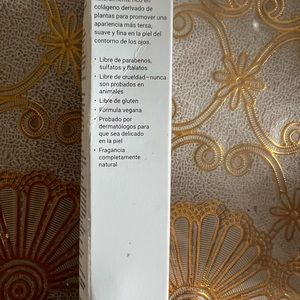 rico en
colágeno derivado de
plantas para promover una
apariencia más tersa,
suave y fina en la piel del
contorno de los ojos.
• Libre de parabenos,
sulfatos y ftalatos
• Libre de crueldad—nunca
son probados en
animales
• Libre de gluten
• Fórmula vegana
• Probado por
dermatólogos para
que sea delicado
en la piel
• Fragancia
completamente
natural